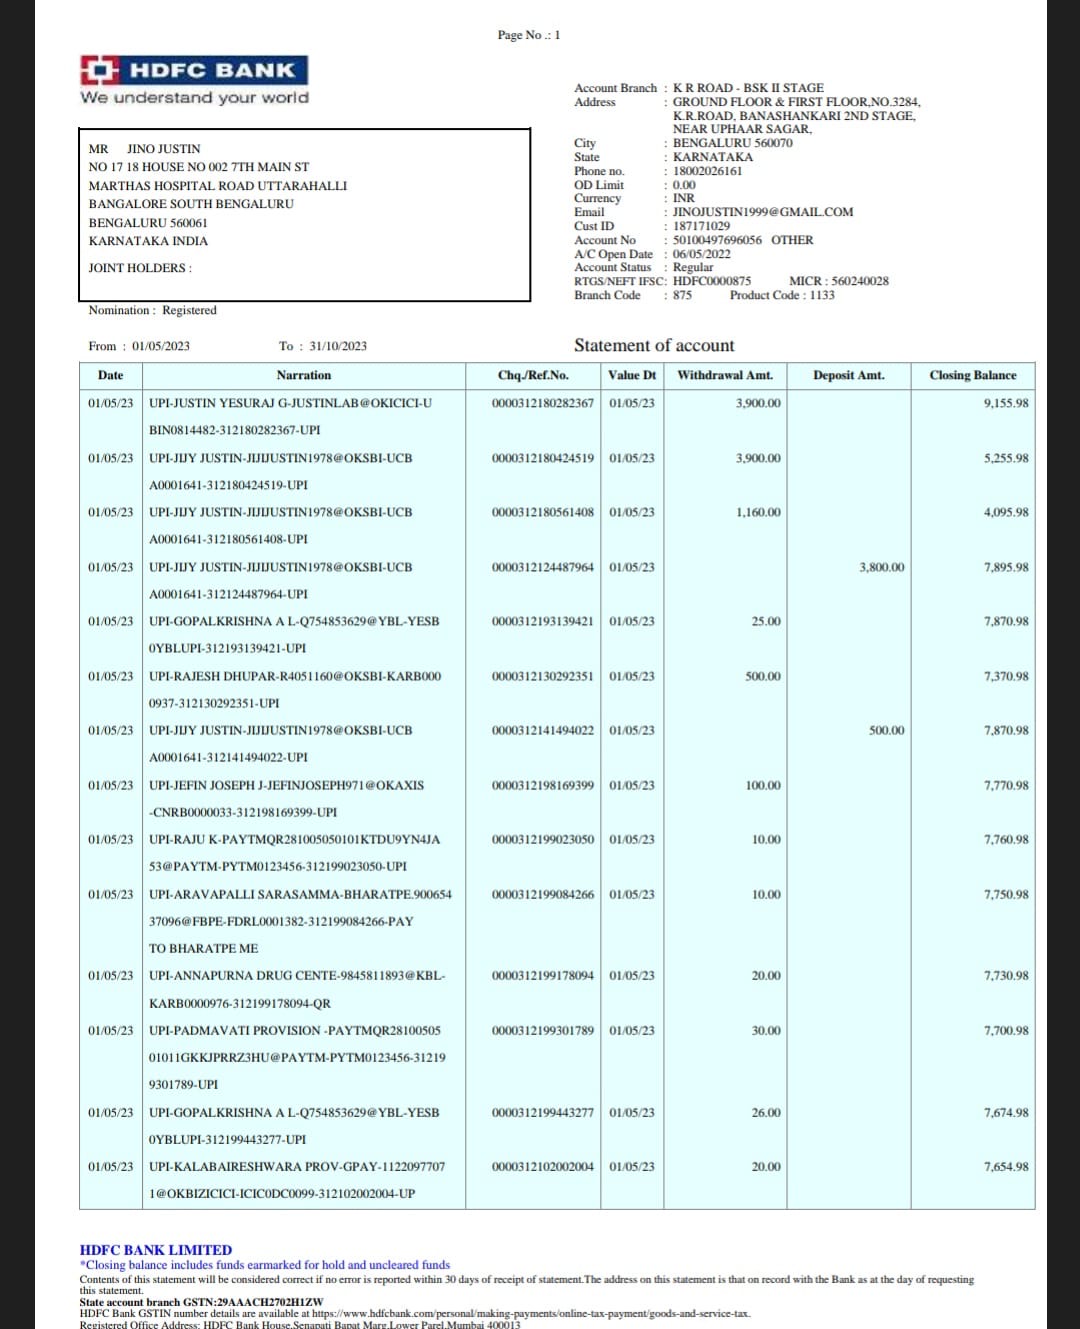 Page No .: 1
HDFC BANK
We understand your world
Account Branch : K R ROAD - BSK II STAGE
Address : GROUND FLOOR & FIRST FLOOR,NO.3284,
K.R.ROAD, BANASHANKARI 2ND STAGE,
NEAR UPHAAR SAGAR,
City : BENGALURU 560070
State : KARNATAKA
Phone no. : 18002026161
OD Limit : 0.00
Currency : INR
Email : JINOJUSTIN1999@GMAIL.COM
Cust ID : 187171029
Account No : 50100497696056 OTHER
A/C Open Date : 06/05/2022
Account Status : Regular
RTGS/NEFT IFSC: HDFC0000875 MICR : 560240028
Branch Code : 875 Product Code : 1133
MR JINO JUSTIN
NO 17 18 HOUSE NO 002 7TH MAIN ST
MARTHAS HOSPITAL ROAD UTTARAHALLI
BANGALORE SOUTH BENGALURU
BENGALURU 560061
KARNATAKA INDIA
JOINT HOLDERS :
Nomination : Registered
From : 01/05/2023 To : 31/10/2023 Statement of account
Date Narration Chq./Ref.No. Value Dt Withdrawal Amt. Deposit Amt. Closing Balance
01/05/23 UPI-JUSTIN YESURAJ G-JUSTINLAB@OKICICI-U 0000312180282367 01/05/23 3,900.00 9,155.98
BIN0814482-312180282367-UPI
01/05/23 UPI-JIJY JUSTIN-JIJIJUSTIN1978@OKSBI-UCB 0000312180424519 01/05/23 3,900.00 5,255.98
A0001641-312180424519-UPI
01/05/23 UPI-JIJY JUSTIN-JIJIJUSTIN1978@OKSBI-UCB 0000312180561408 01/05/23 1,160.00 4,095.98
A0001641-312180561408-UPI
01/05/23 UPI-JIJY JUSTIN-JIJIJUSTIN1978@OKSBI-UCB 0000312124487964 01/05/23 3,800.00 7,895.98
A0001641-312124487964-UPI
01/05/23 UPI-GOPALKRISHNA A L-Q754853629@YBL-YESB 0000312193139421 01/05/23 25.00 7,870.98
0YBLUPI-312193139421-UPI
01/05/23 UPI-RAJESH DHUPAR-R4051160@OKSBI-KARB000 0000312130292351 01/05/23 500.00 7,370.98
0937-312130292351-UPI
01/05/23 UPI-JIJY JUSTIN-JIJIJUSTIN1978@OKSBI-UCB 0000312141494022 01/05/23 500.00 7,870.98
A0001641-312141494022-UPI
01/05/23 UPI-JEFIN JOSEPH J-JEFINJOSEPH971@OKAXIS 0000312198169399 01/05/23 100.00 7,770.98
-CNRB0000033-312198169399-UPI
01/05/23 UPI-RAJU K-PAYTMQR281005050101KTDU9YN4JA 0000312199023050 01/05/23 10.00 7,760.98
53@PAYTM-PYTM0123456-312199023050-UPI
01/05/23 UPI-ARAVAPALLI SARASAMMA-BHARATPE.900654 0000312199084266 01/05/23 10.00 7,750.98
37096@FBPE-FDRL0001382-312199084266-PAY
TO BHARATPE ME
01/05/23 UPI-ANNAPURNA DRUG CENTE-9845811893@KBL- 0000312199178094 01/05/23 20.00 7,730.98
KARB0000976-312199178094-QR
01/05/23 UPI-PADMAVATI PROVISION -PAYTMQR28100505 0000312199301789 01/05/23 30.00 7,700.98
01011GKKJPRRZ3HU@PAYTM-PYTM0123456-31219
9301789-UPI
01/05/23 UPI-GOPALKRISHNA A L-Q754853629@YBL-YESB 0000312199443277 01/05/23 26.00 7,674.98
0YBLUPI-312199443277-UPI
01/05/23 UPI-KALABAIRESHWARA PROV-GPAY-1122097707 0000312102002004 01/05/23 20.00 7,654.98
1@OKBIZICICI-ICIC0DC0099-312102002004-UP
HDFC BANK LIMITED
*Closing balance includes funds earmarked for hold and uncleared funds
Contents of this statement will be considered correct if no error is reported within 30 days of receipt of statement.The address on this statement is that on record with the Bank as at the day of requesting
this statement.
State account branch GSTN:29AAACH2702H1ZW
HDFC Bank GSTIN number details are available at https://www.hdfcbank.com/personal/making-payments/online-tax-payment/goods-and-service-tax.
Registered Office Address: HDFC Bank House,Senapati Bapat Marg,Lower Parel,Mumbai 400013